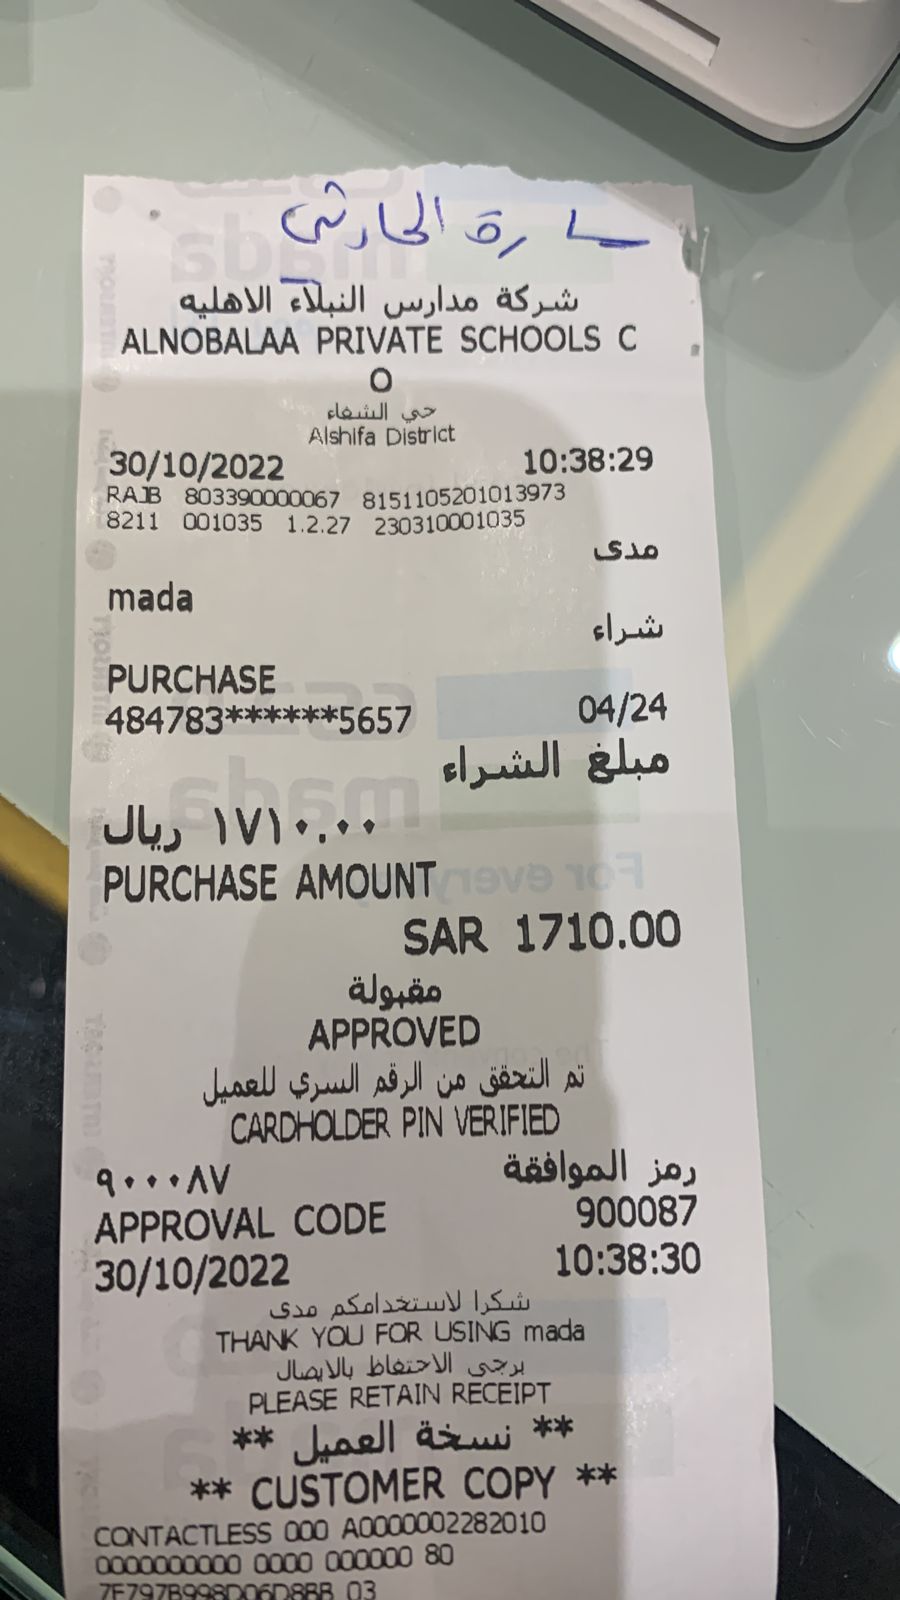 سارة الحارثي
شركة مدارس النبلاء الاهليه
ALNOBALAA PRIVATE SCHOOLS C
O
حي الشفاء
Alshifa District
30/10/2022 10:38:29
RAJB 803390000067 8151105201013973
8211 001035 1.2.27 230310001035
مدى
mada
شراء
PURCHASE
484783******5657 04/24
مبلغ الشراء
١٧١٠.٠٠ ريال
PURCHASE AMOUNT
SAR 1710.00
مقبولة
APPROVED
تم التحقق من الرقم السري للعميل
CARDHOLDER PIN VERIFIED
رمز الموافقة ٩٠٠٠٨٧
APPROVAL CODE 900087
30/10/2022 10:38:30
شكرا لاستخدامكم مدى
THANK YOU FOR USING mada
يرجى الاحتفاظ بالايصال
PLEASE RETAIN RECEIPT
** نسخة العميل **
** CUSTOMER COPY **
CONTACTLESS 000 A0000002282010
0000000000 0000 000000 80
7F797B998D06D8BB 03